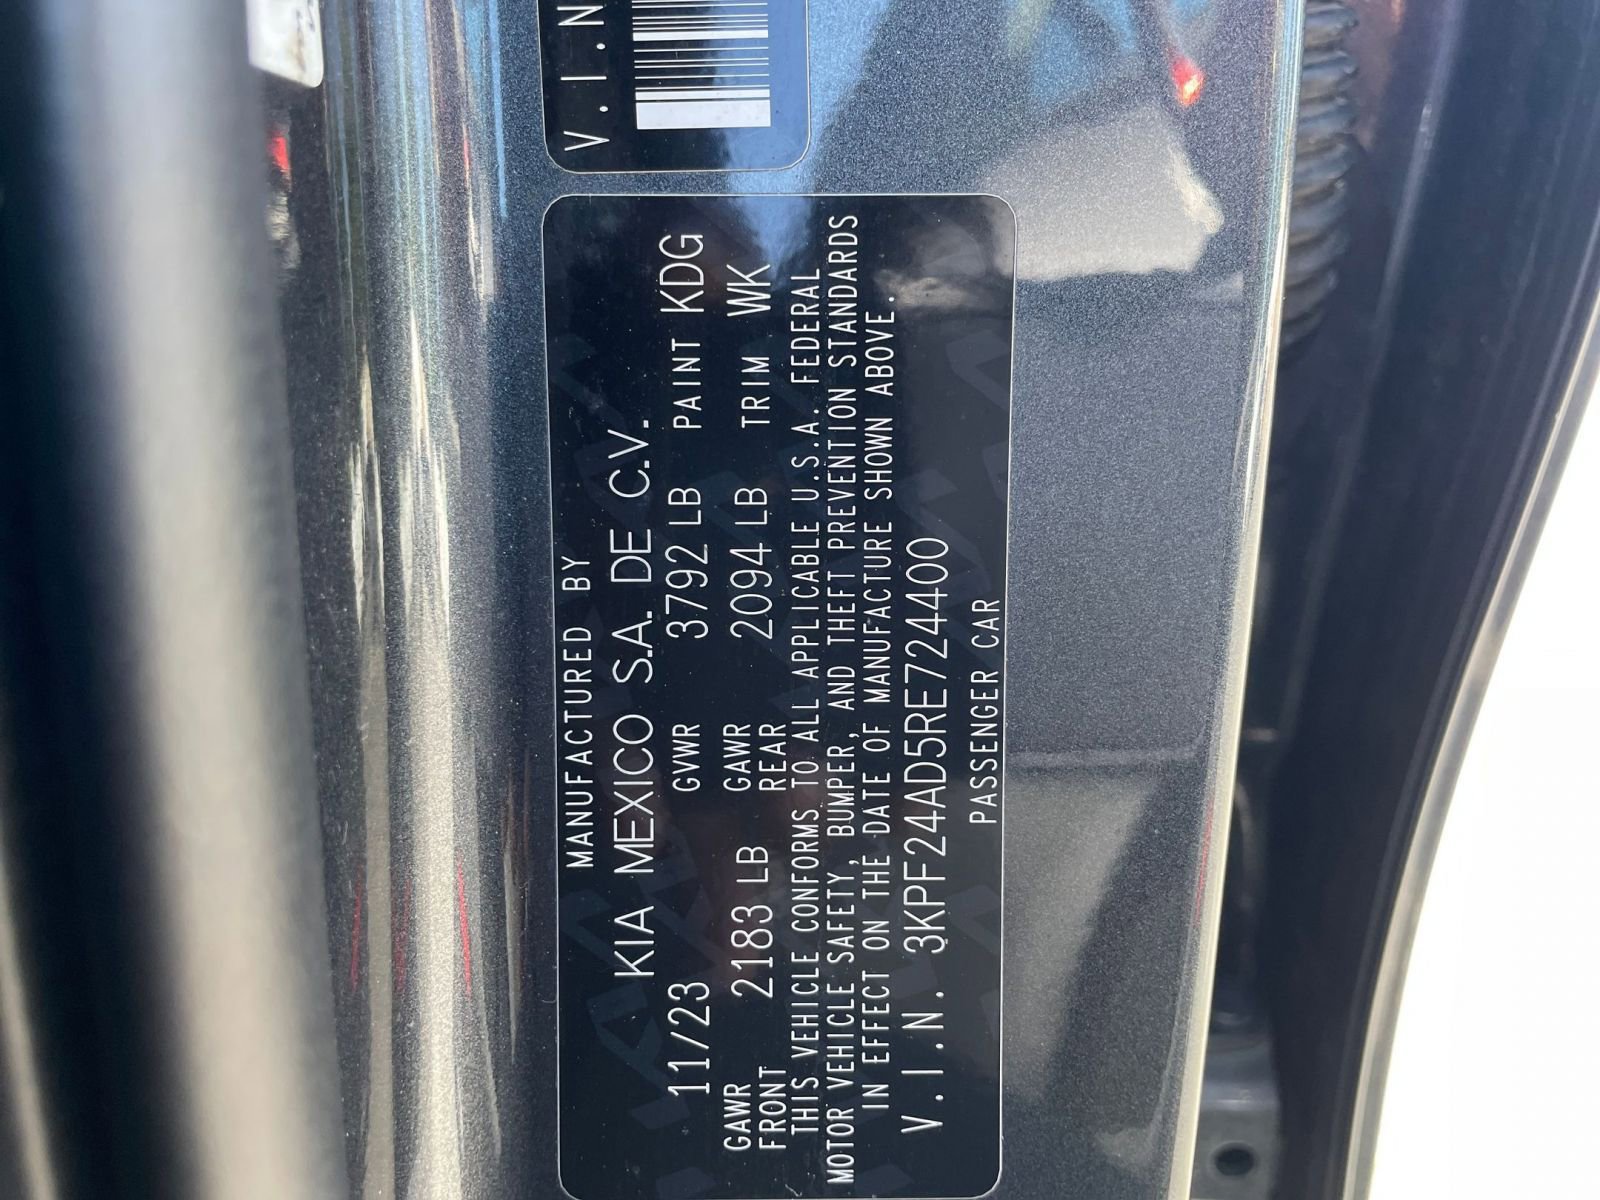 V.I.N
MANUFACTURED BY
KIA MEXICO S.A. DE C.V.
11/23 GVWR 3792 LB PAINT KDG
GAWR FRONT 2183 LB GAWR REAR 2094 LB TRIM WK
THIS VEHICLE CONFORMS TO ALL APPLICABLE U.S.A. FEDERAL
MOTOR VEHICLE SAFETY, BUMPER, AND THEFT PREVENTION STANDARDS
IN EFFECT ON THE DATE OF MANUFACTURE SHOWN ABOVE.
V.I.N. 3KPF24AD5RE724400
PASSENGER CAR